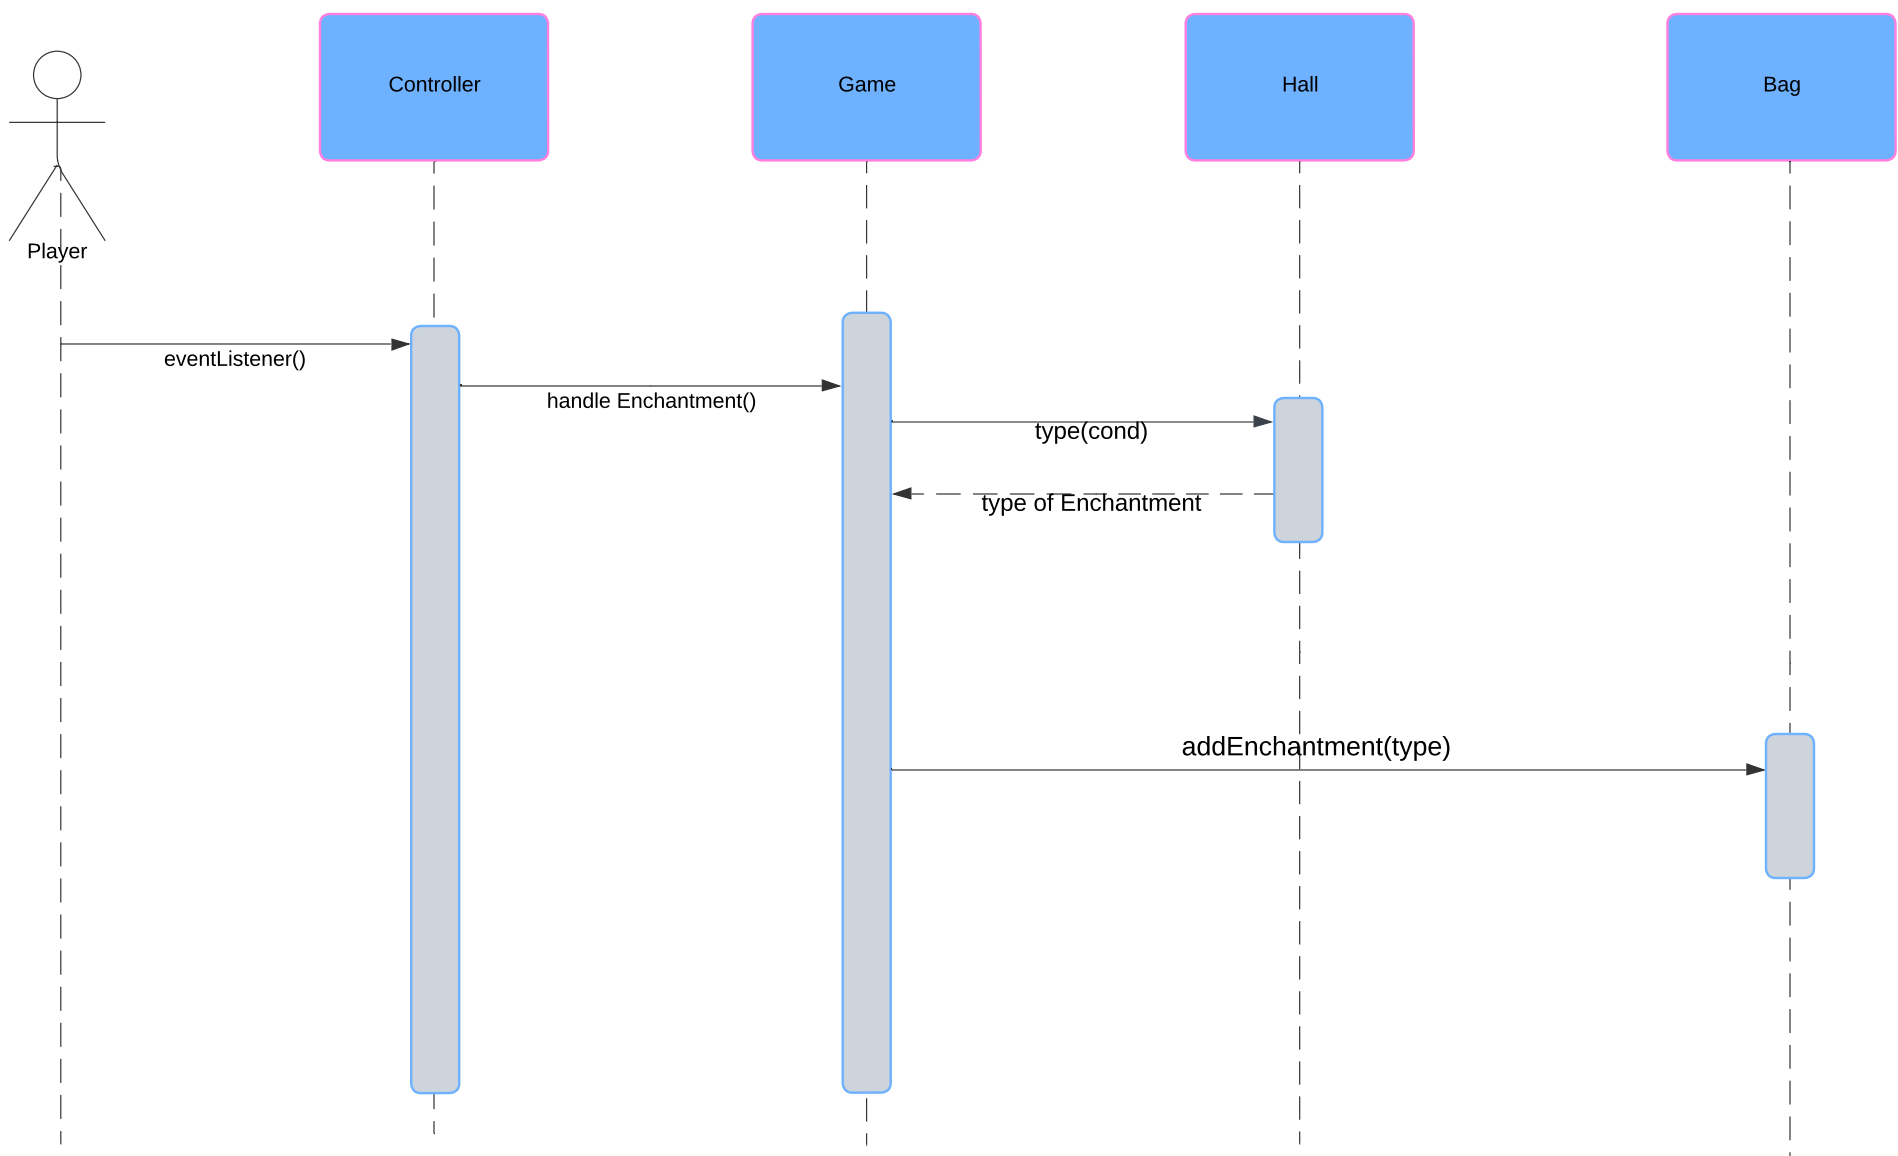 Controller
Game
Hall
Bag
Player
eventListener()
handle Enchantment()
type(cond)
type of Enchantment
addEnchantment(type)